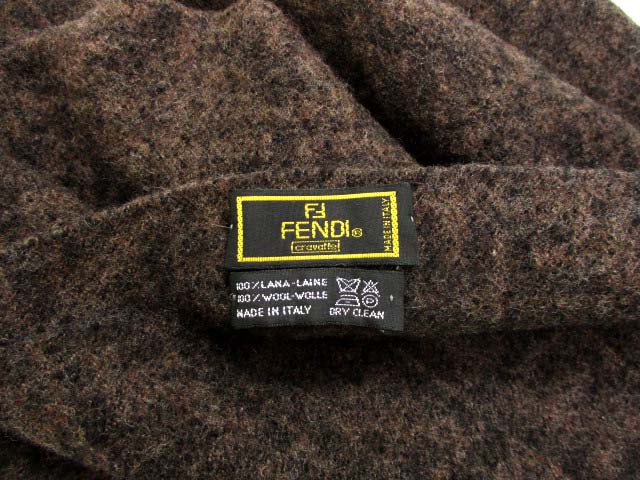 FF
FENDI®
cravatte
MADE IN ITALY
100%LANA-LAINE
100%WOOL-WOLLE
MADE IN ITALY DRY CLEAN